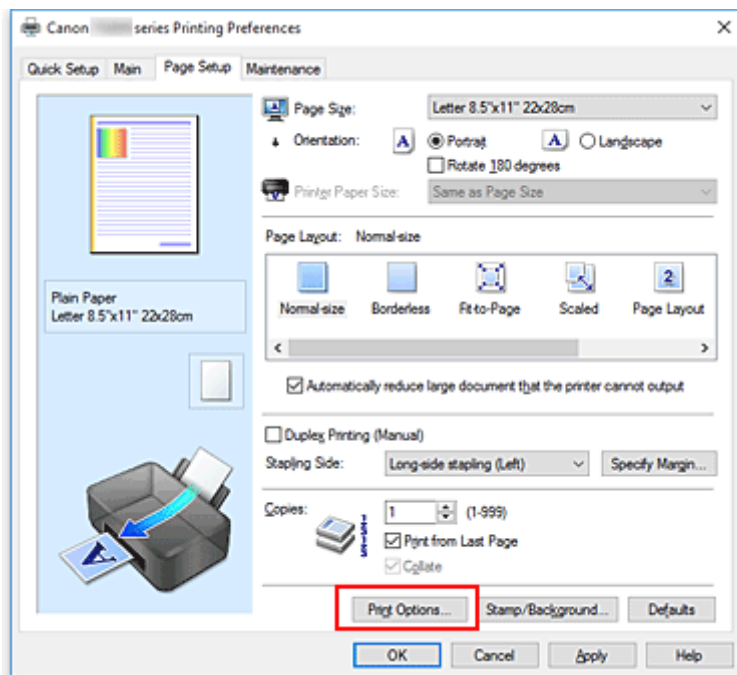 Canon series Printing Preferences
Quick Setup Main Page Setup Maintenance
Page Size: Letter 8.5"x11" 22x28cm
Orientation: A Portrait A Landscape
Rotate 180 degrees
Printer Paper Size: Same as Page Size
Page Layout: Normal-size
2
Normal-size Borderless Fit-to-Page Scaled Page Layout
Plain Paper
Letter 8.5"x11" 22x28cm
Automatically reduce large document that the printer cannot output
Duplex Printing (Manual)
Stapling Side: Long-side stapling (Left) Specify Margin...
Copies: 1 (1-999)
Print from Last Page
Collate
A
Print Options... Stamp/Background... Defaults
OK Cancel Apply Help